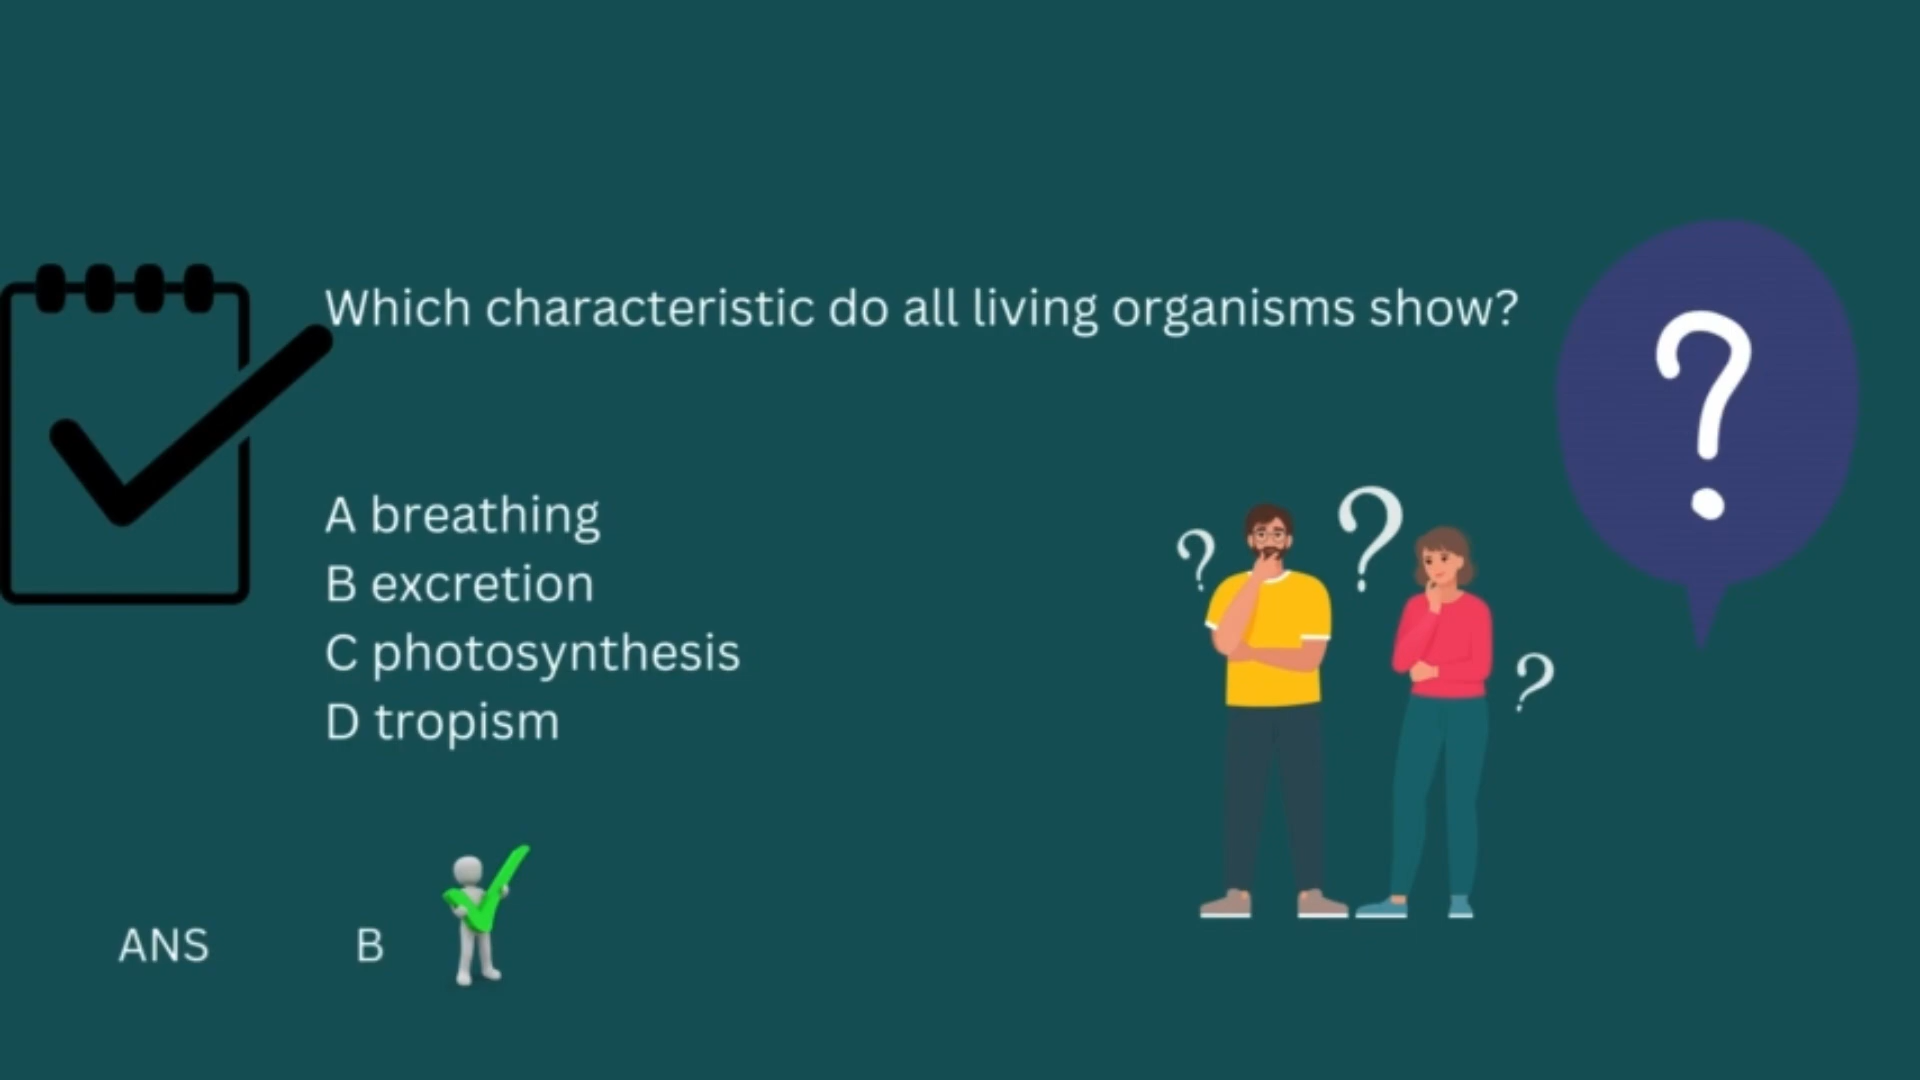 Which characteristic do all living organisms show?
A breathing
B excretion
C photosynthesis
D tropism
ANS B